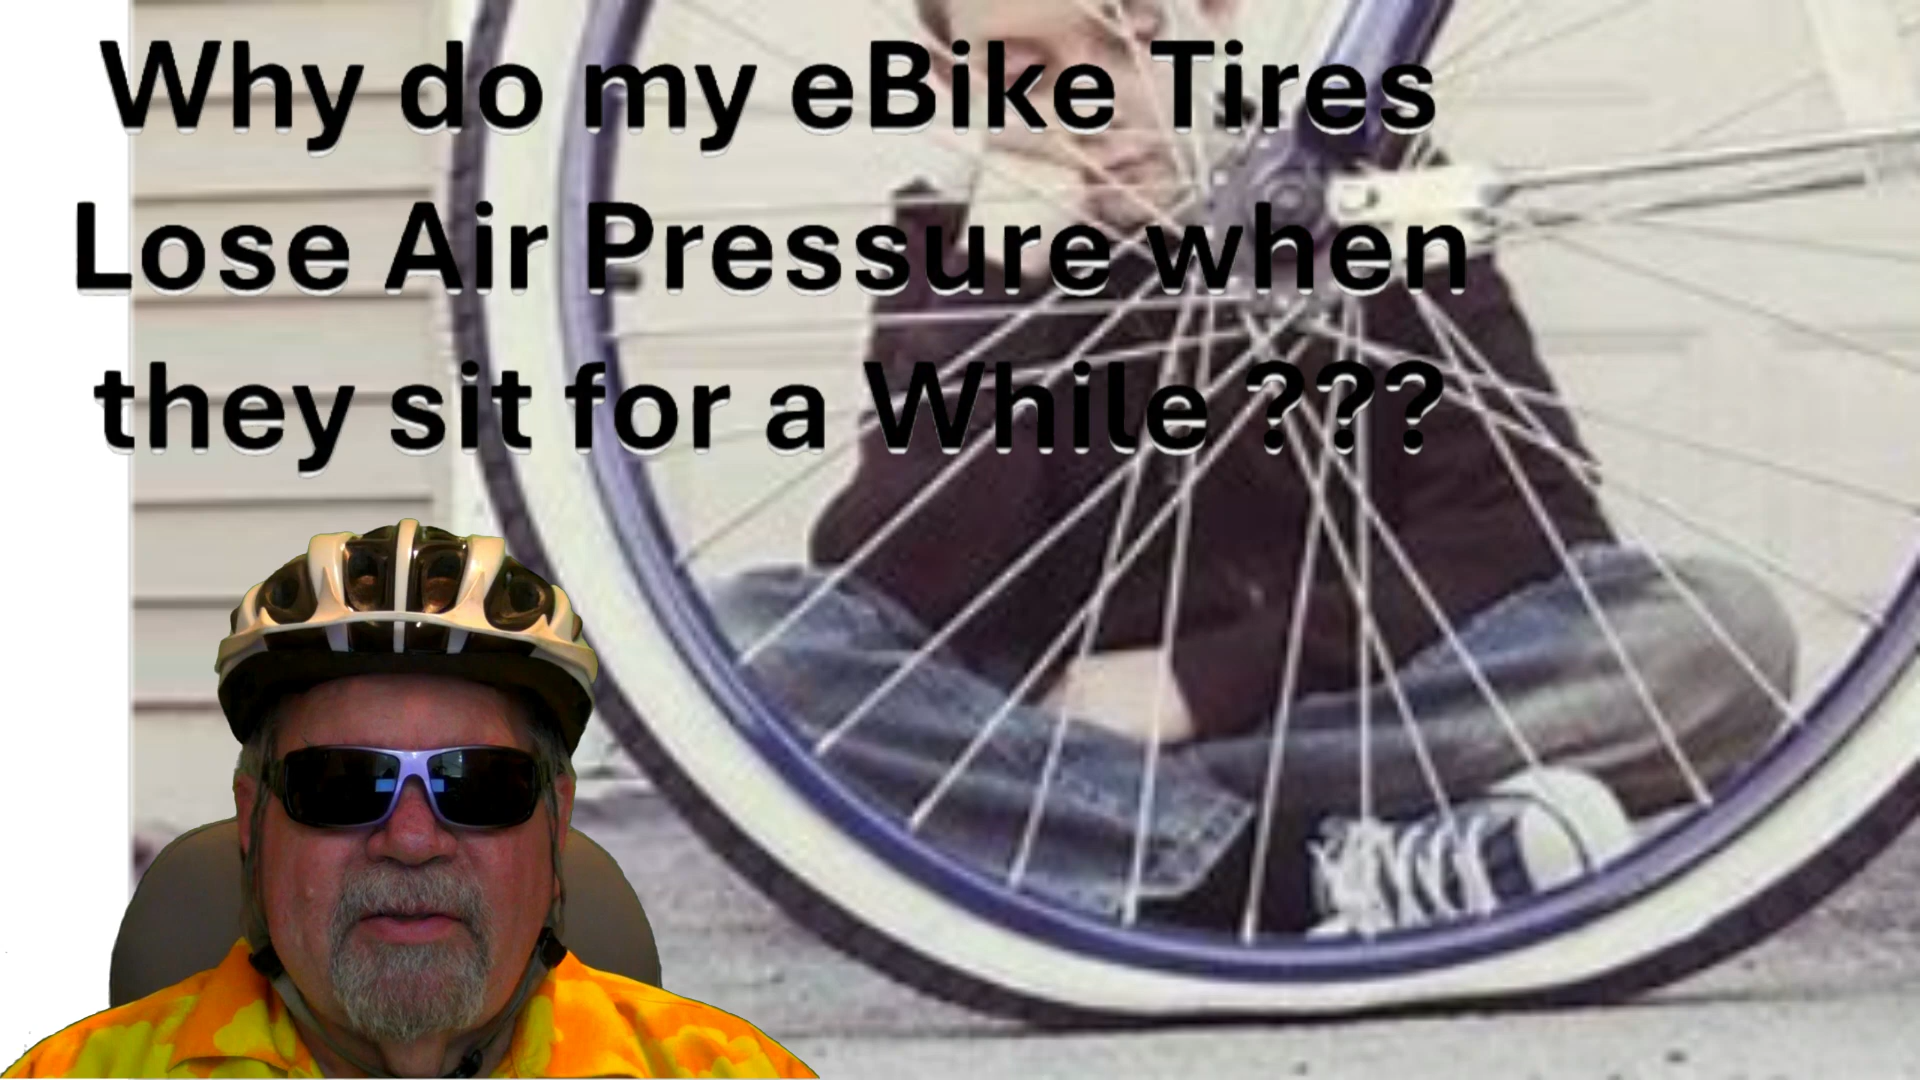 Why do my eBike Tires
Lose Air Pressure when
they sit for a While ???